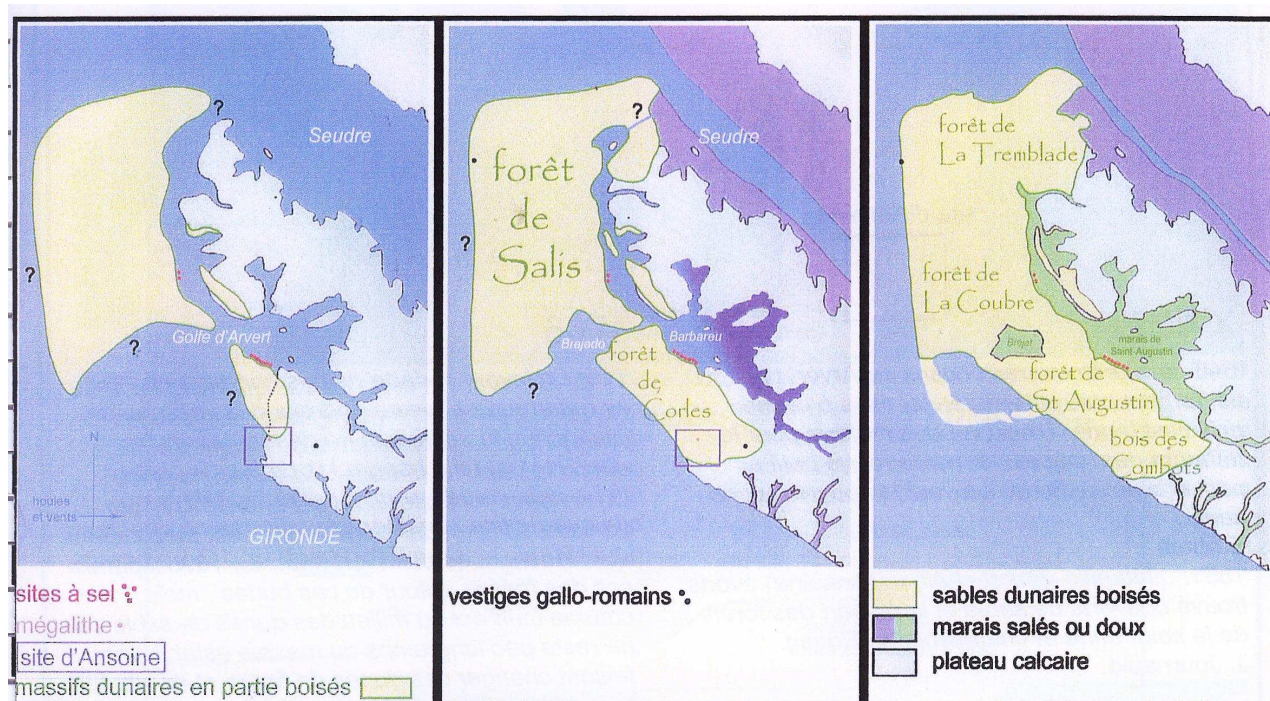 ?
Seudre
?
Golfe d'Arvert
?
?
N
houles
et vents
GIRONDE
sites à sel
mégalithe
site d'Ansoine
massifs dunaires en partie boisés
?
Seudre
forêt
de
Salis
?
Brejado
Barbareu
forêt
de
Corles
?
vestiges gallo-romains
forêt de
La Tremblade
forêt de
La Coubre
Bréjat
marais de
Saint-Augustin
forêt de
St Augustin
bois des
Combots
sables dunaires boisés
marais salés ou doux
plateau calcaire